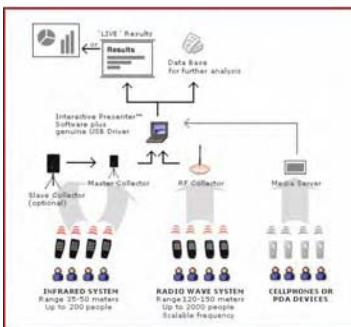 "LIVE" Results
or
Results
Data Base
for further analysis
Interactive Presenter™
Software plus
genuine USB Driver
Slave Collector
(optional)
Master Collector
RF Collector
Media Server
INFRARED SYSTEM
Range 25-50 meters
Up to 200 people
RADIO WAVE SYSTEM
Range 120-150 meters
Up to 2000 people
Scalable frequency
CELLPHONES OR
PDA DEVICES